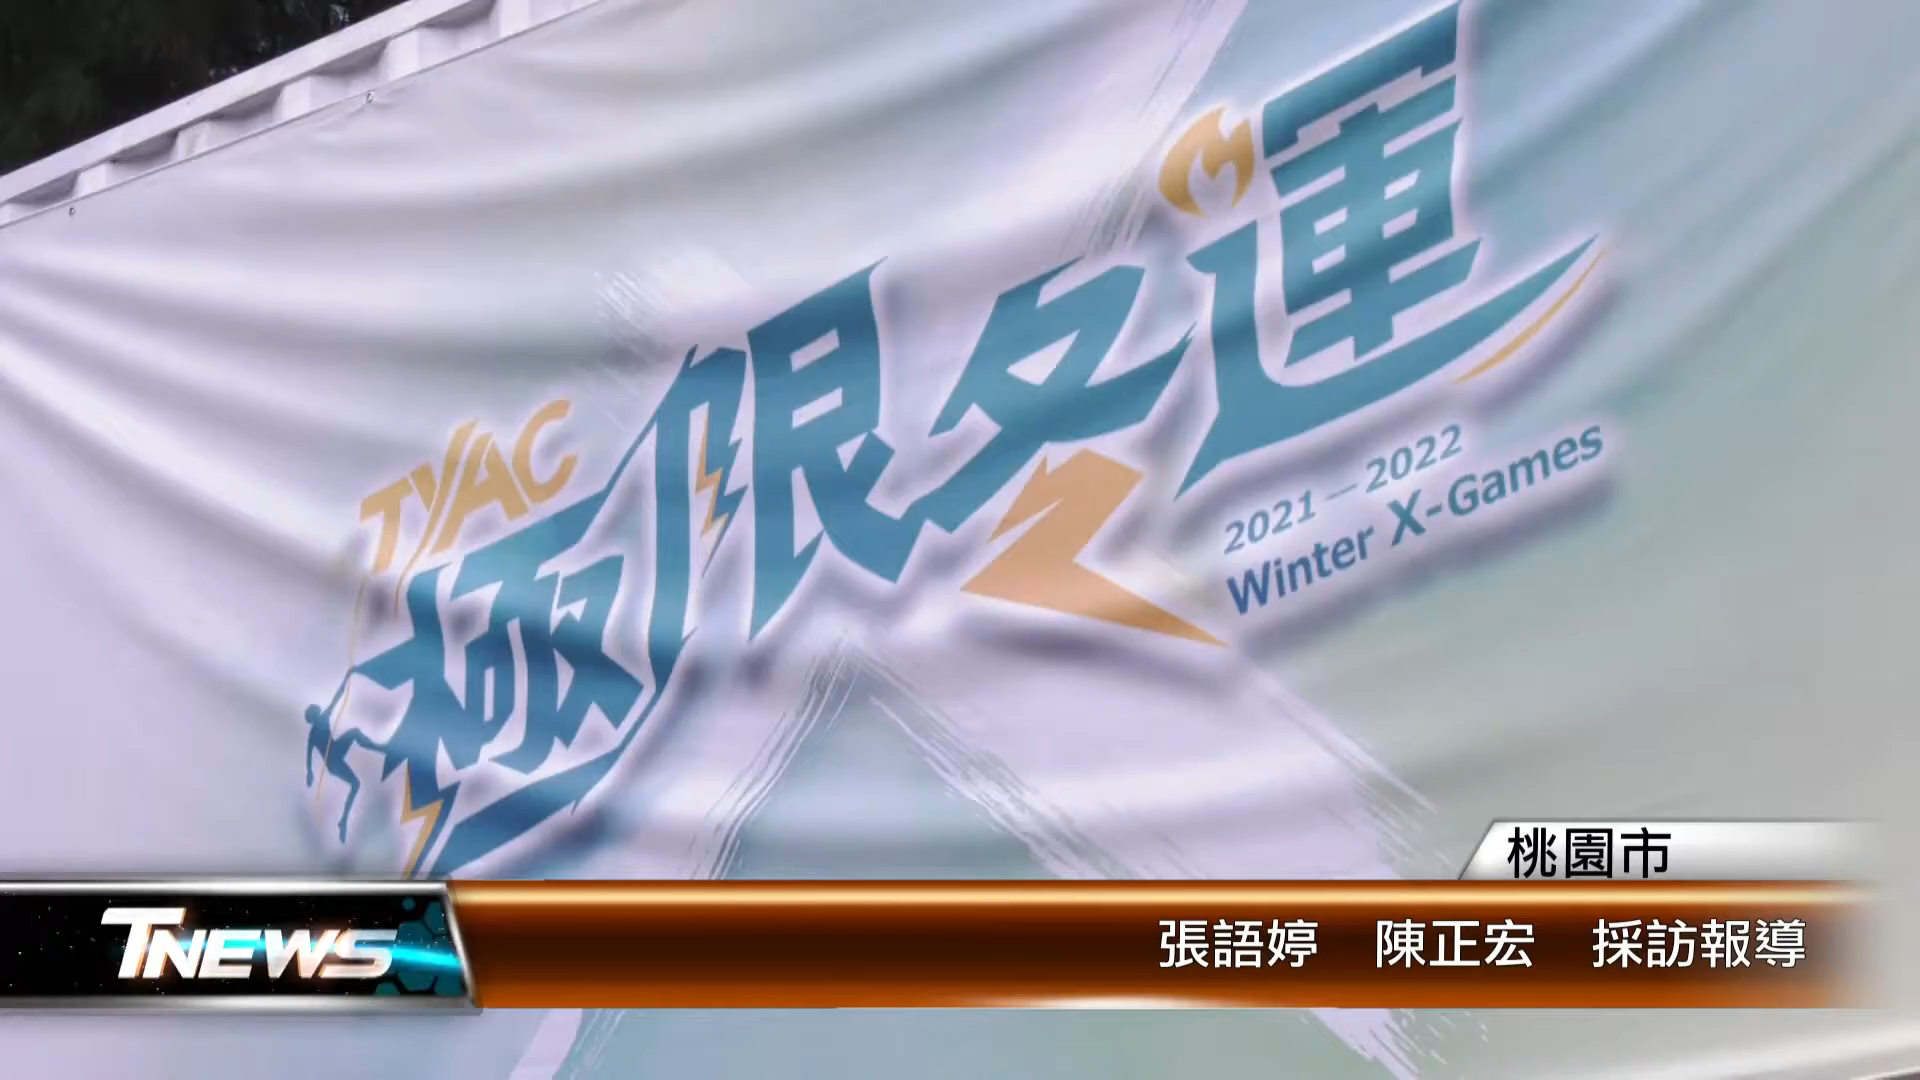 TYAC
極限冬運
2021—2022
Winter X-Games
桃園市
TNEWS
張語婷 陳正宏 採訪報導